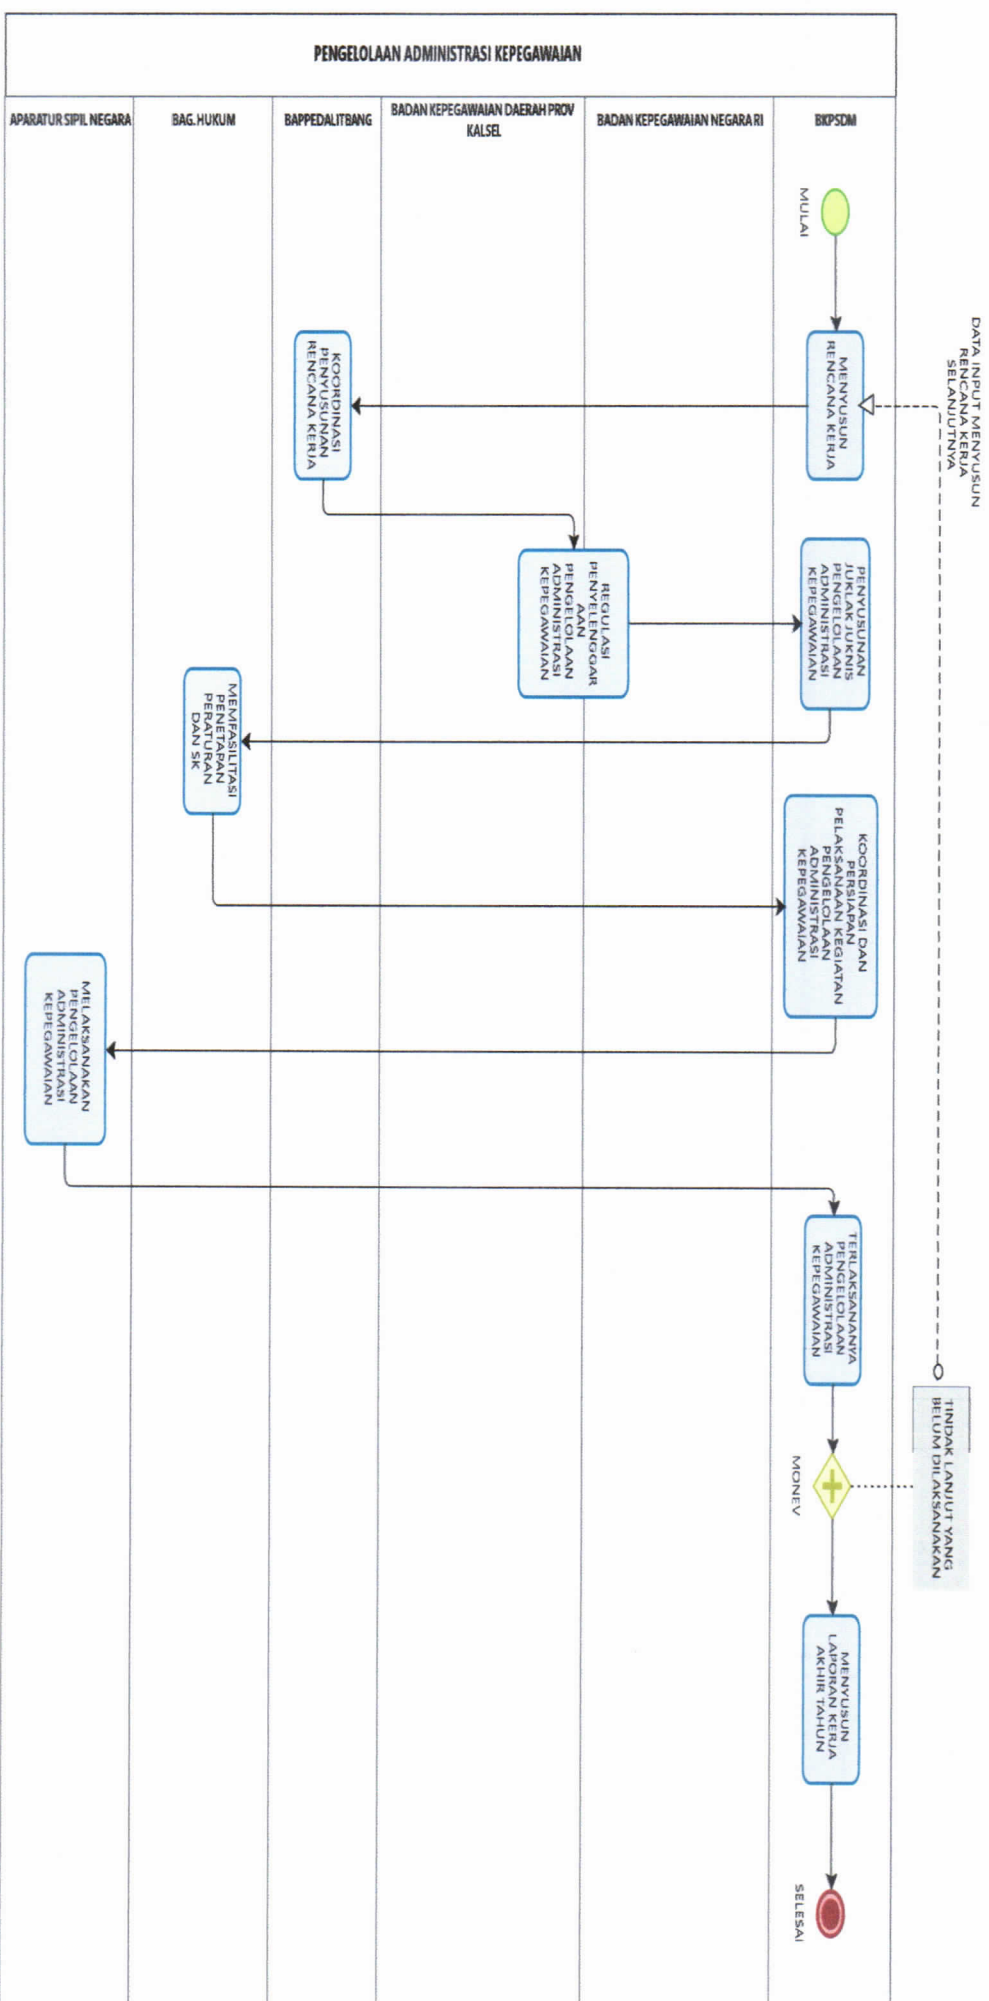 PENGELOLAAN ADMINISTRASI KEPEGAWAIAN
APARATUR SIPIL NEGARA
BAG. HUKUM
BAPPEDALITBANG
BADAN KEPEGAWAIAN DAERAH PROV
KALSEL
BADAN KEPEGAWAIAN NEGARA RI
BKPSDM
MULAI
DATA INPUT MENYUSUN
RENCANA KERJA
SELANJUTNYA
MENYUSUN
RENCANA KERJA
KOORDINASI
PENYUSUNAN
RENCANA KERJA
REGULASI
PENYELENGGAR
AAN
PENGELOLAAN
ADMINISTRASI
KEPEGAWAIAN
PENYUSUNAN
JUKLAK JUKNIS
PENGELOLAAN
ADMINISTRASI
KEPEGAWAIAN
MEMFASILITASI
PENETAPAN
PERATURAN
DAN SK
KOORDINASI DAN
PERSIAPAN
PELAKSANAAN KEGIATAN
PENGELOLAAN
ADMINISTRASI
KEPEGAWAIAN
MELAKSANAKAN
PENGELOLAAN
ADMINISTRASI
KEPEGAWAIAN
TERLAKSANANYA
PENGELOLAAN
ADMINISTRASI
KEPEGAWAIAN
MONEV
TINDAK LANJUT YANG
BELUM DILAKSANAKAN
MENYUSUN
LAPORAN KERJA
AKHIR TAHUN
SELESAI